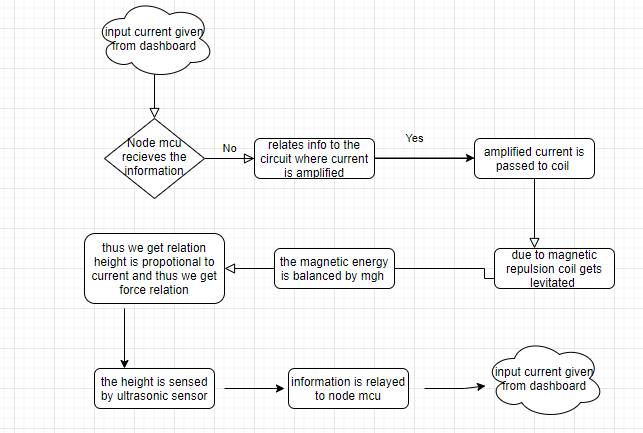 input current given
from dashboard
Node mcu
recieves the
information
No
relates info to the
circuit where current
is amplified
Yes
amplified current is
passed to coil
due to magnetic
repulsion coil gets
levitated
the magnetic energy
is balanced by mgh
thus we get relation
height is propotional to
current and thus we get
force relation
the height is sensed
by ultrasonic sensor
information is relayed
to node mcu
input current given
from dashboard